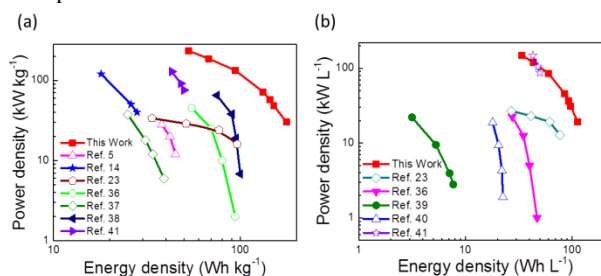 (a)
Power density (kW kg⁻¹)
100
10
1
This Work
Ref. 5
Ref. 14
Ref. 23
Ref. 36
Ref. 37
Ref. 38
Ref. 41
10
100
Energy density (Wh kg⁻¹)
(b)
Power density (kW L⁻¹)
100
10
1
This Work
Ref. 23
Ref. 36
Ref. 39
Ref. 40
Ref. 41
1
10
100
Energy density (Wh L⁻¹)